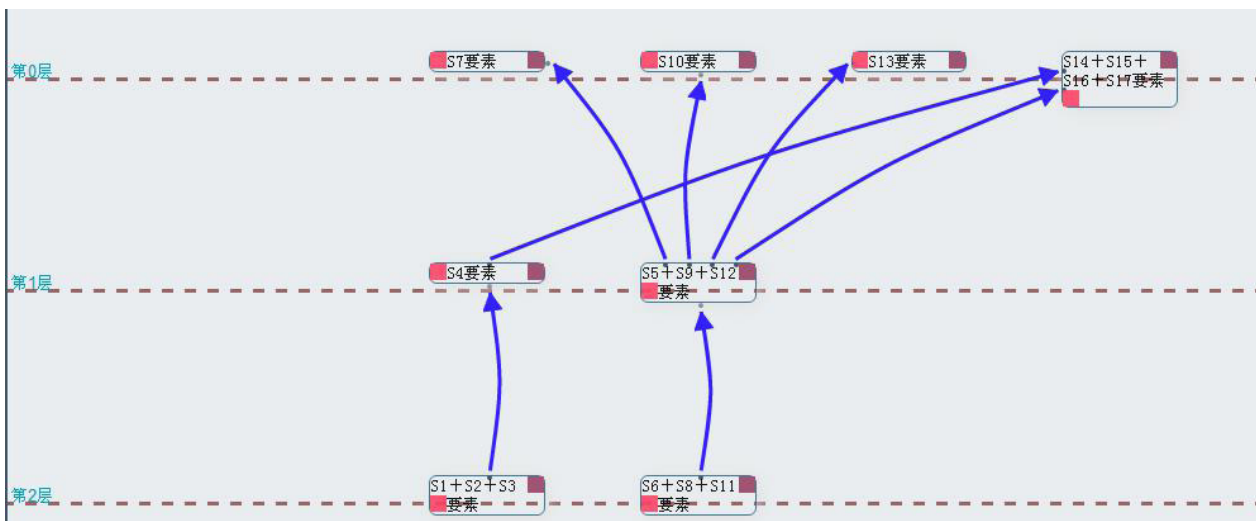 第0层
S7要素
S10要素
S13要素
S14＋S15＋
S16＋S17要素
第1层
S4要素
S5＋S9＋S12
要素
第2层
S1＋S2＋S3
要素
S6＋S8＋S11
要素